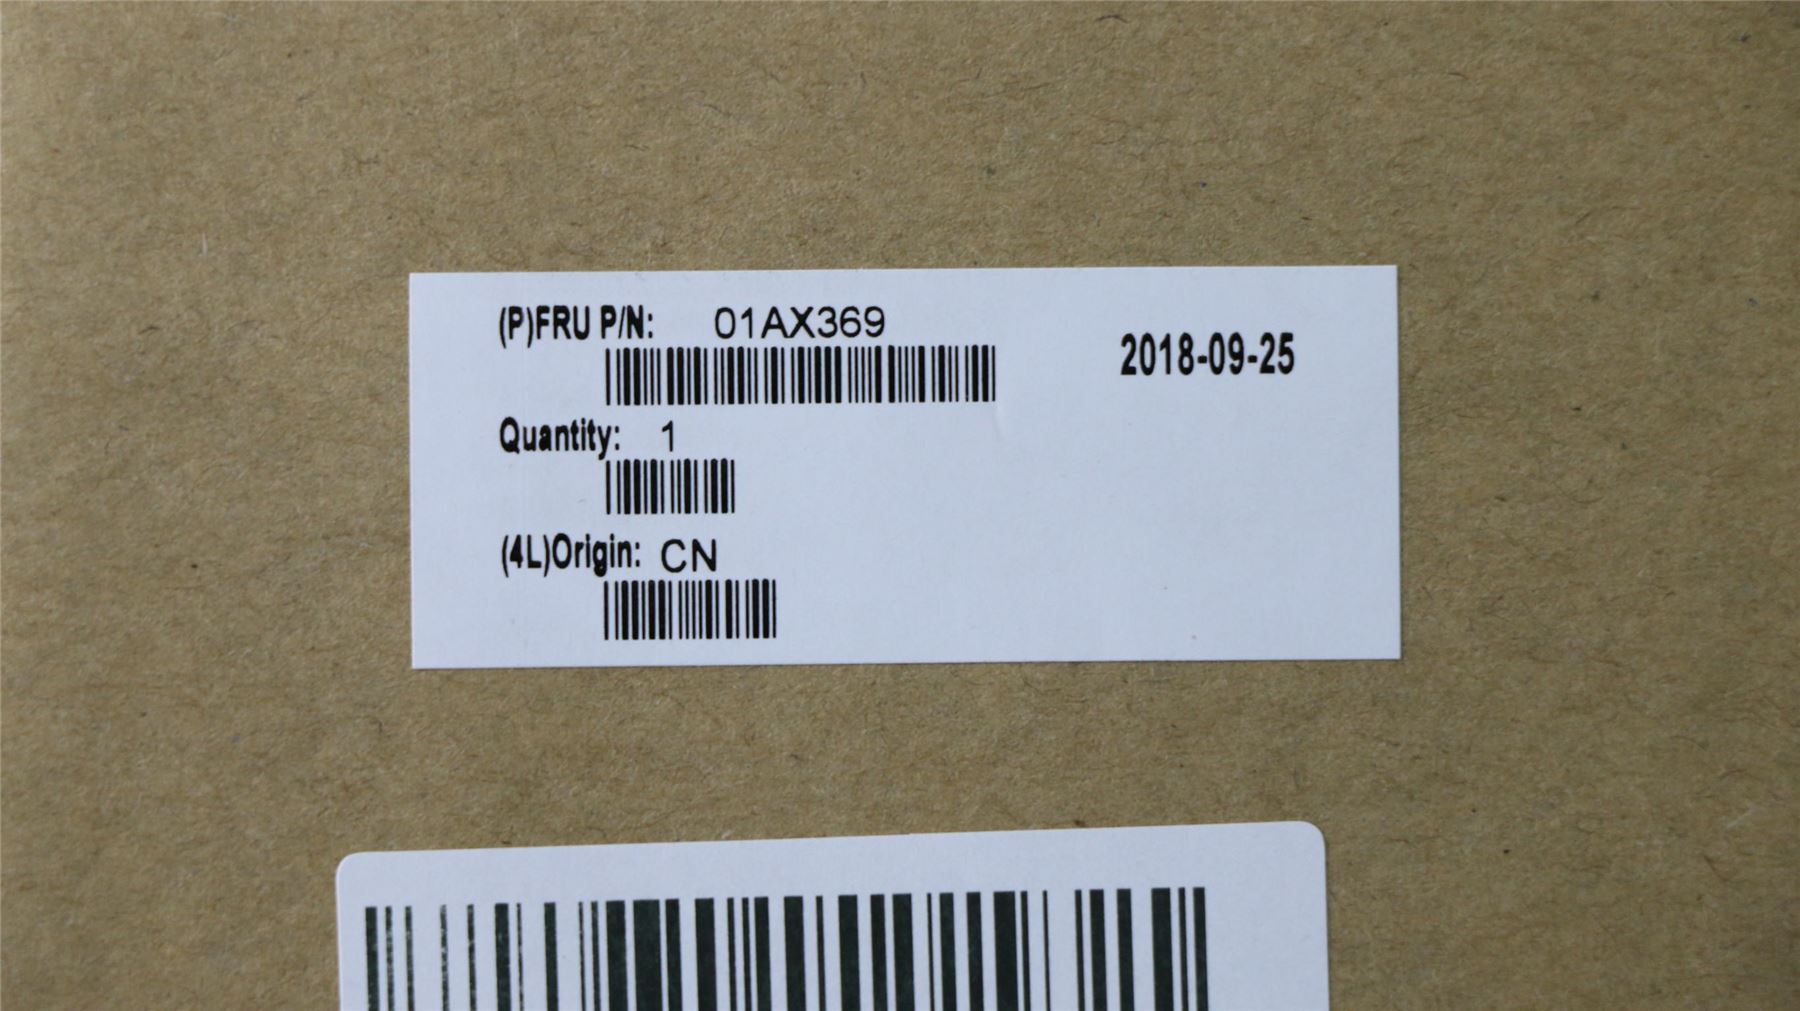 (P)FRU P/N: 01AX369
2018-09-25
Quantity: 1
(4L)Origin: CN